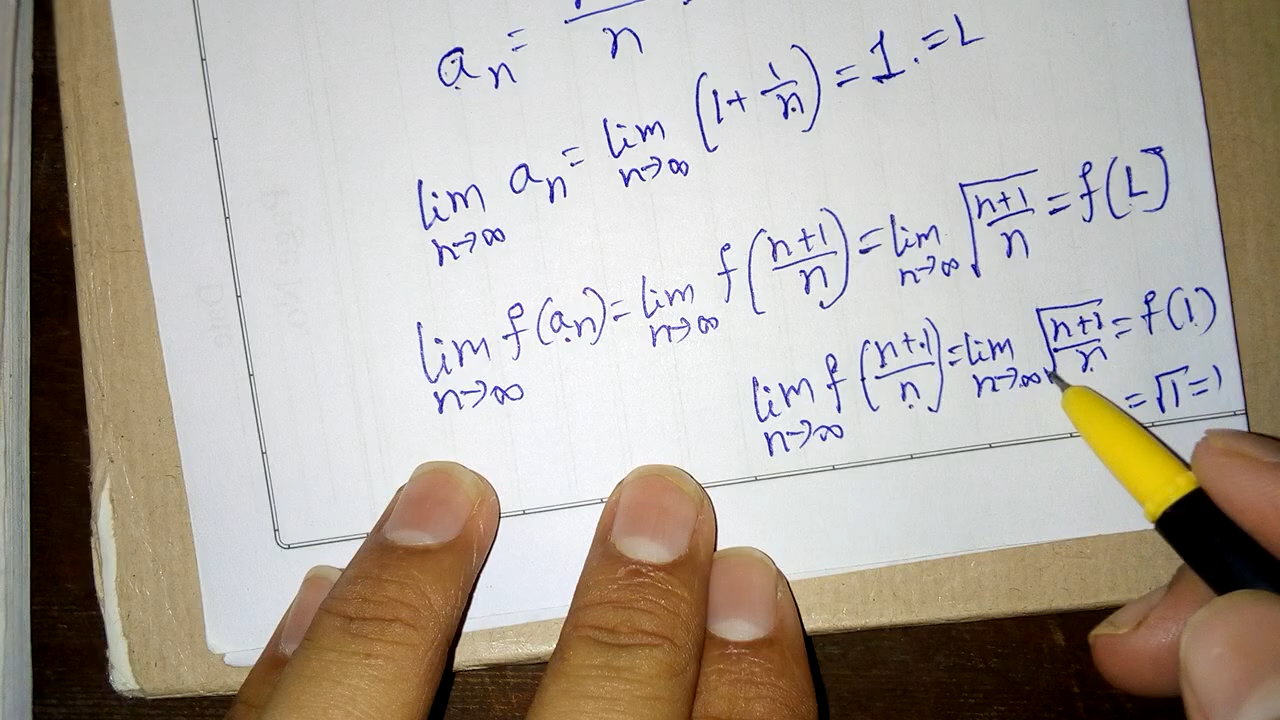 aₙ = —/n
lim n→∞ aₙ = lim n→∞ (1 + 1/n) = 1. = L
lim n→∞ f(aₙ) = lim n→∞ f((n+1)/n) = lim n→∞ √((n+1)/n) = f(L)
lim n→∞ f((n+1)/n) = lim n→∞ √((n+1)/n) = f(1)
= √1 = 1